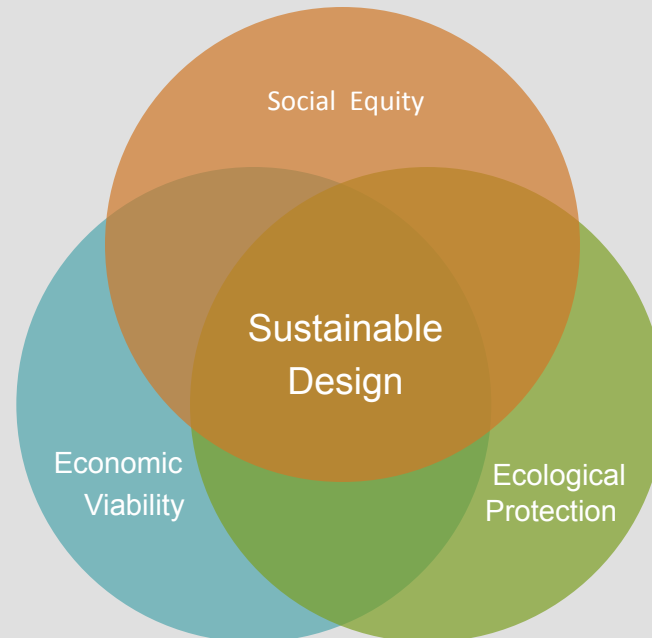 Social Equity
Sustainable
Design
Economic
Viability
Ecological
Protection